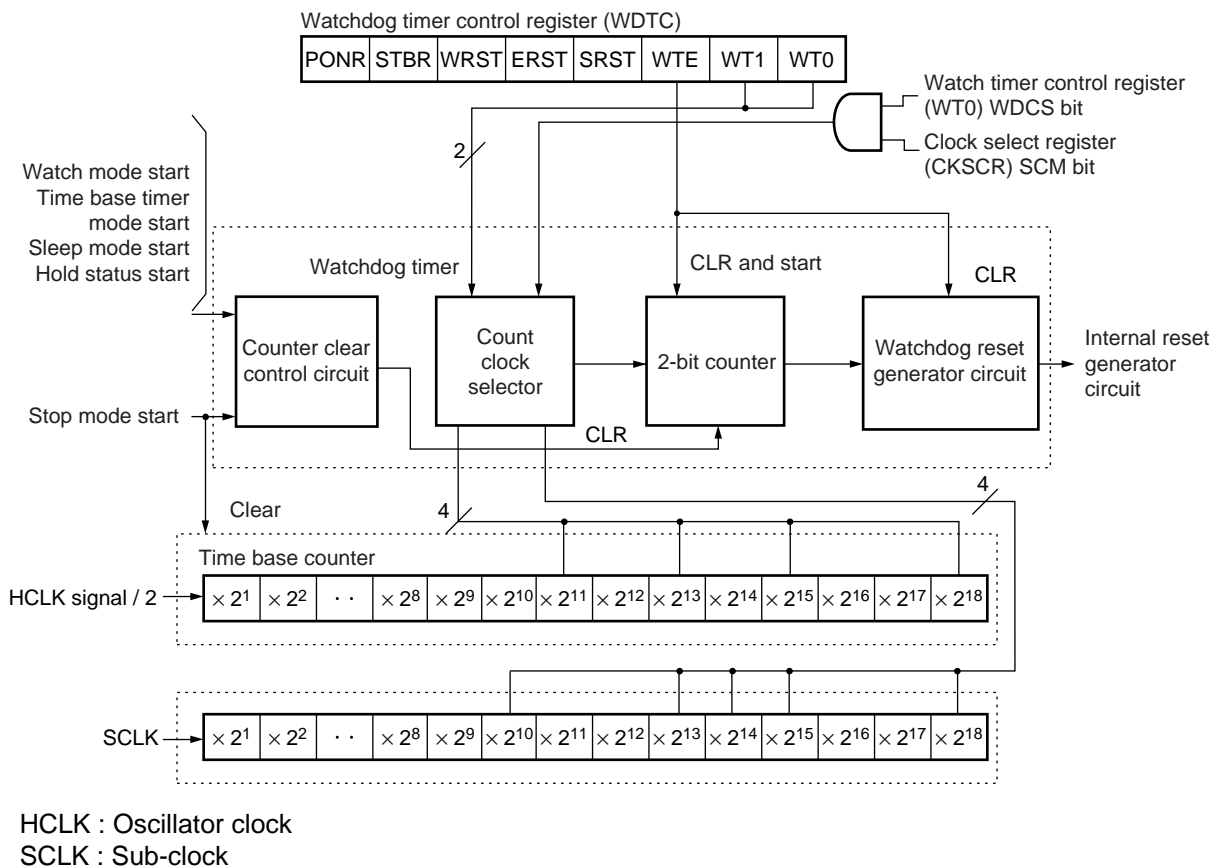 Watchdog timer control register (WDTC)
PONR STBR WRST ERST SRST WTE WT1 WT0
Watch timer control register
(WT0) WDCS bit
Clock select register
(CKSCR) SCM bit
2
Watch mode start
Time base timer
mode start
Sleep mode start
Hold status start
Watchdog timer
CLR and start
CLR
Counter clear
control circuit
Count
clock
selector
2-bit counter
Watchdog reset
generator circuit
Internal reset
generator
circuit
Stop mode start
CLR
4
4
Clear
Time base counter
HCLK signal / 2
× 2¹ × 2² ·· × 2⁸ × 2⁹ × 2¹⁰ × 2¹¹ × 2¹² × 2¹³ × 2¹⁴ × 2¹⁵ × 2¹⁶ × 2¹⁷ × 2¹⁸
SCLK
× 2¹ × 2² ·· × 2⁸ × 2⁹ × 2¹⁰ × 2¹¹ × 2¹² × 2¹³ × 2¹⁴ × 2¹⁵ × 2¹⁶ × 2¹⁷ × 2¹⁸
HCLK : Oscillator clock
SCLK : Sub-clock